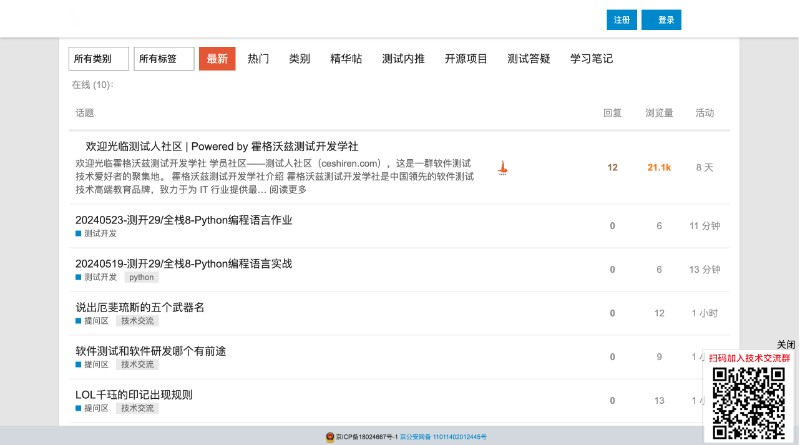 注册 登录
所有类别 所有标签 最新 热门 类别 精华帖 测试内推 开源项目 测试答疑 学习笔记
在线 (10):
话题 回复 浏览量 活动
欢迎光临测试人社区 | Powered by 霍格沃兹测试开发学社
欢迎光临霍格沃兹测试开发学社 学员社区——测试人社区（ceshiren.com），这是一群软件测试
技术爱好者的聚集地。 霍格沃兹测试开发学社介绍 霍格沃兹测试开发学社是中国领先的软件测试
技术高端教育品牌，致力于为 IT 行业提供最... 阅读更多
12 21.1k 8 天
20240523-测开29/全栈8-Python编程语言作业
测试开发
0 6 11 分钟
20240519-测开29/全栈8-Python编程语言实战
测试开发 python
0 6 13 分钟
说出厄斐琉斯的五个武器名
提问区 技术交流
0 12 1 小时
软件测试和软件研发哪个有前途
提问区 技术交流
0 9 1
LOL千珏的印记出现规则
提问区 技术交流
0 13 1
关闭
扫码加入技术交流群
京ICP备18024667号-1 京公安网备 11011402012445号